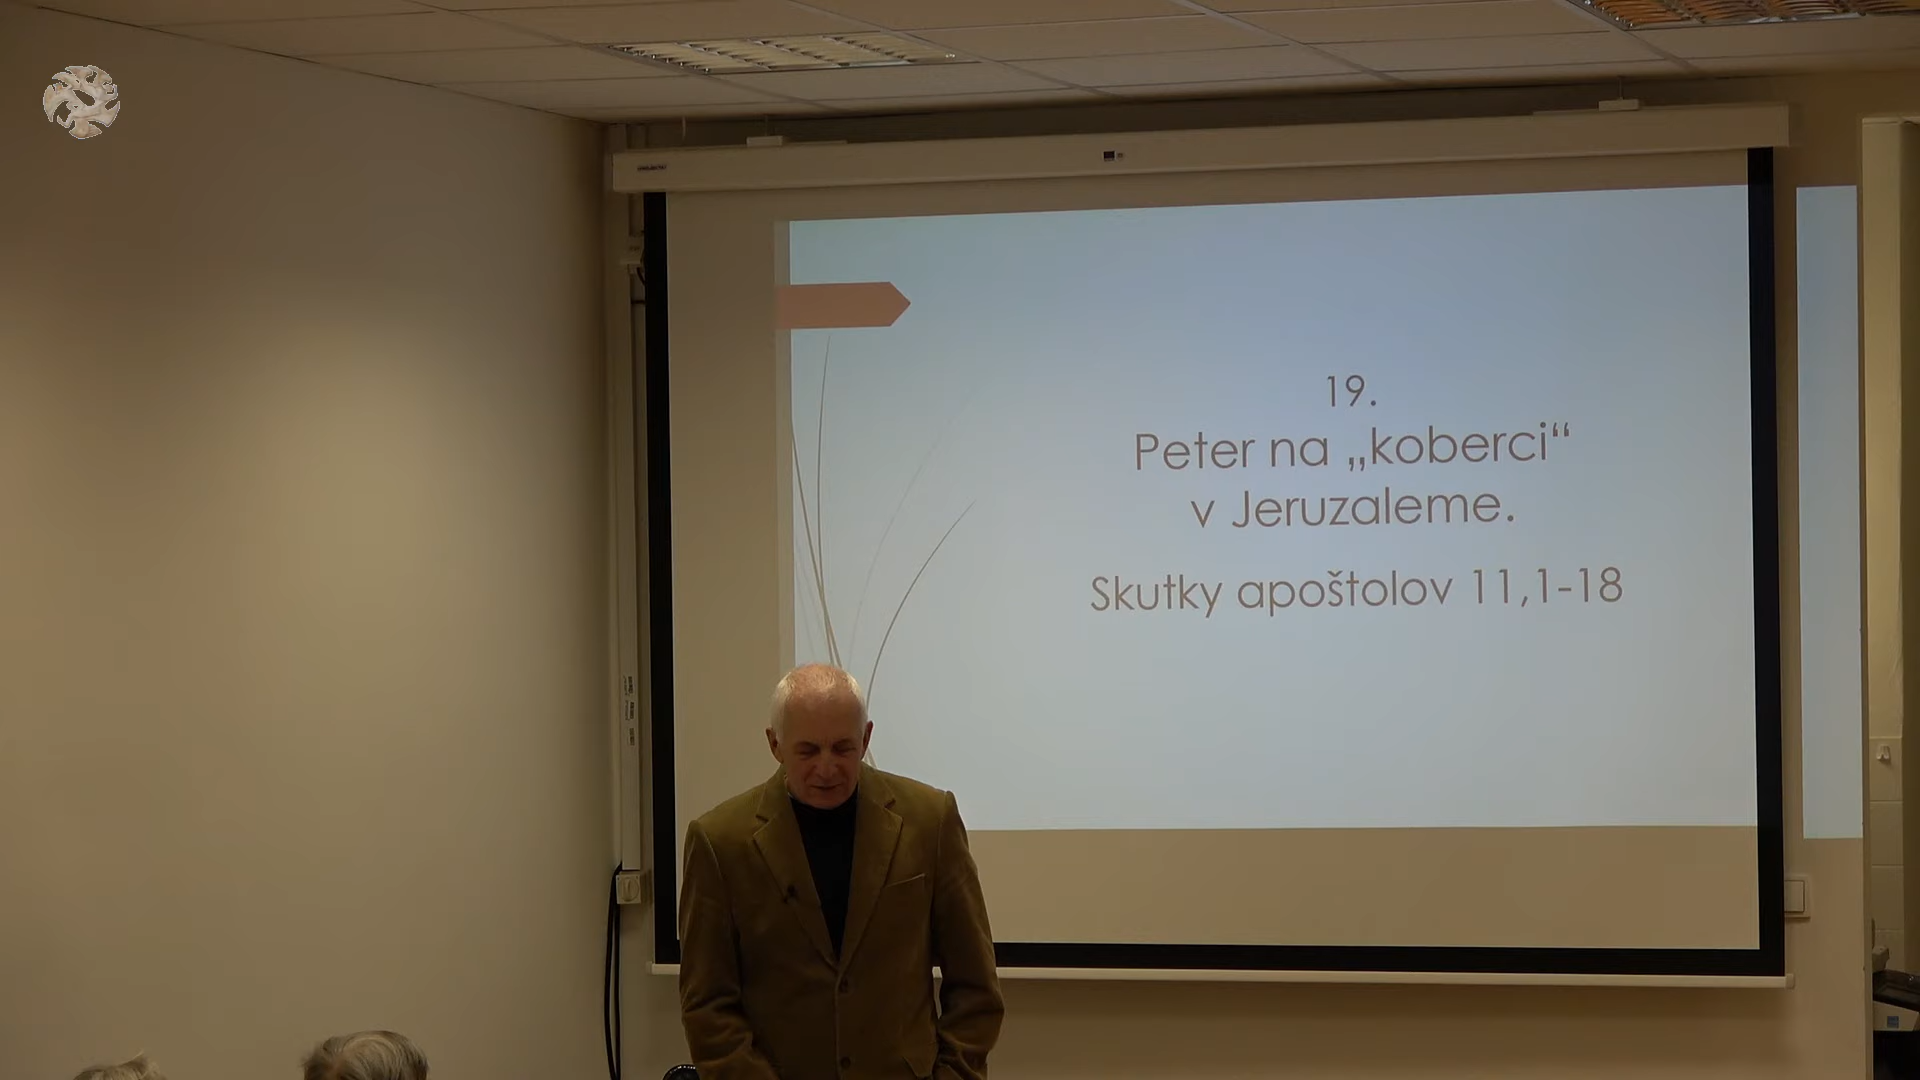 19.
Peter na „koberci“
v Jeruzaleme.
Skutky apoštolov 11,1-18